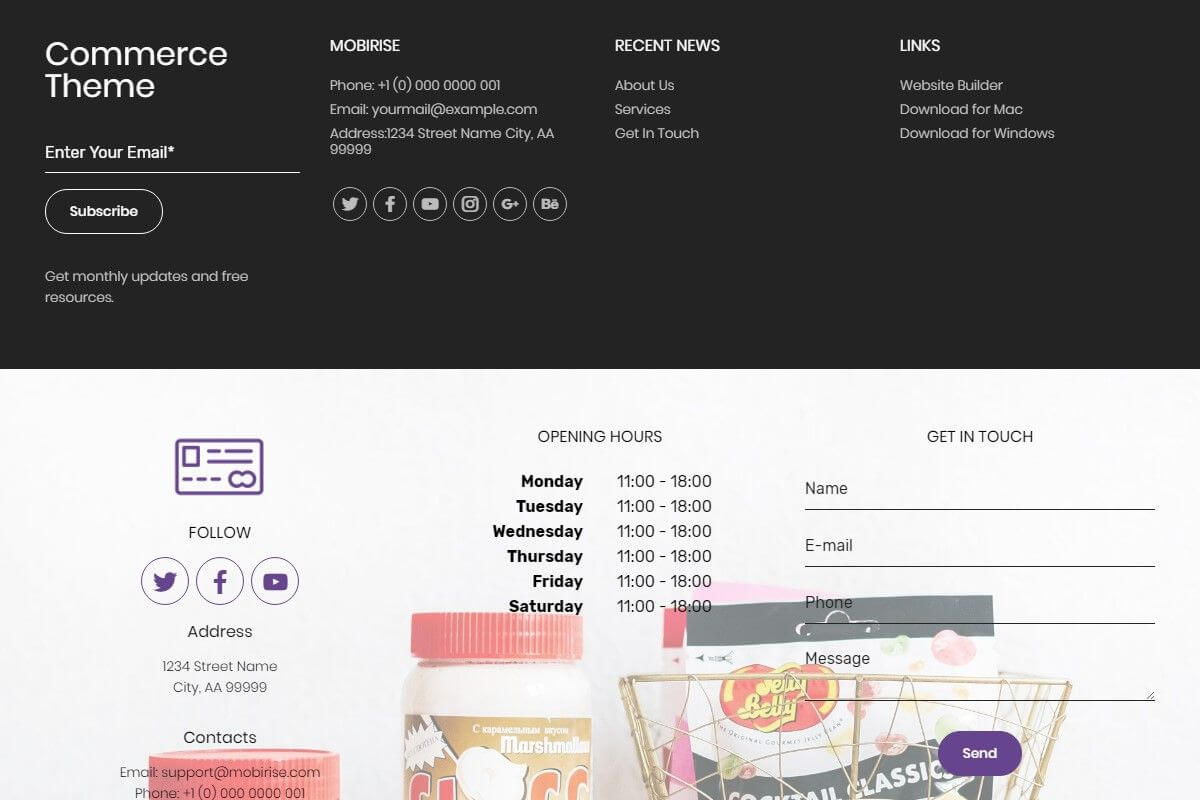 Commerce
Theme
Enter Your Email*
Subscribe
Get monthly updates and free
resources.
MOBIRISE
Phone: +1 (0) 000 0000 001
Email: yourmail@example.com
Address:1234 Street Name City, AA
99999
G+
Bē
RECENT NEWS
About Us
Services
Get In Touch
LINKS
Website Builder
Download for Mac
Download for Windows
FOLLOW
Address
1234 Street Name
City, AA 99999
Contacts
Email: support@mobirise.com
Phone: +1 (0) 000 0000 001
OPENING HOURS
Monday 11:00 - 18:00
Tuesday 11:00 - 18:00
Wednesday 11:00 - 18:00
Thursday 11:00 - 18:00
Friday 11:00 - 18:00
Saturday 11:00 - 18:00
GET IN TOUCH
Name
E-mail
Phone
Message
Send
С карамельным вкусом
Marshmallow
Jelly
Belly
THE ORIGINAL GOURMET JELLY BEAN
COCKTAIL CLASSICS